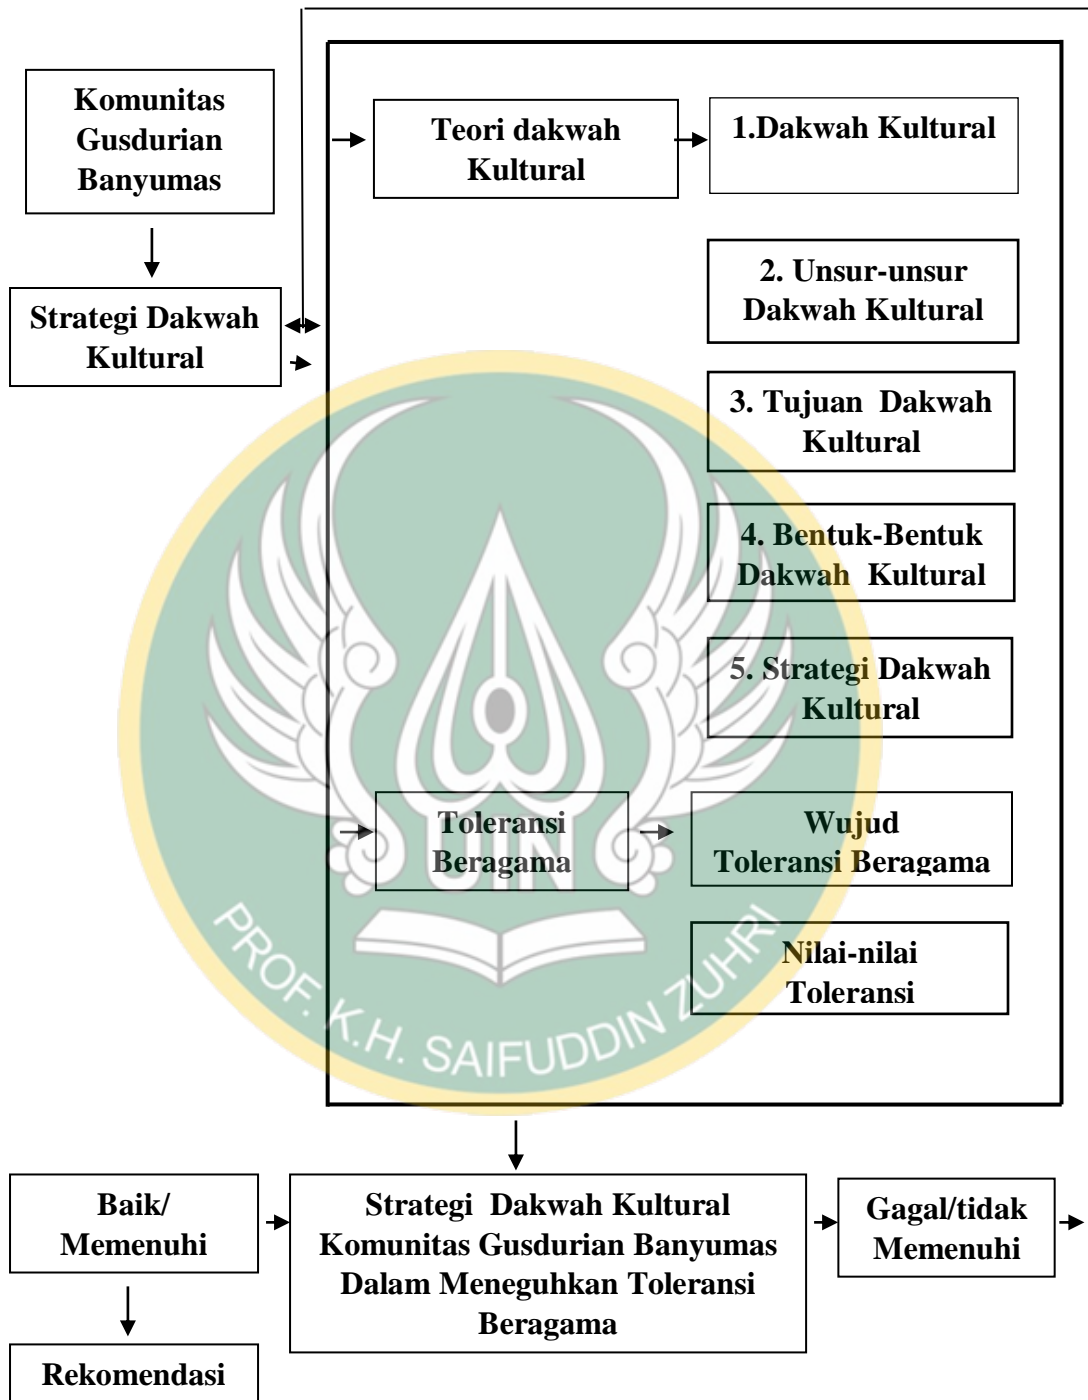 Komunitas
Gusdurian
Banyumas
Strategi Dakwah
Kultural
Teori dakwah
Kultural
1.Dakwah Kultural
2. Unsur-unsur
Dakwah Kultural
3. Tujuan Dakwah
Kultural
4. Bentuk-Bentuk
Dakwah Kultural
5. Strategi Dakwah
Kultural
Toleransi
Beragama
Wujud
Toleransi Beragama
Nilai-nilai
Toleransi
UIN
PROF. K.H. SAIFUDDIN ZUHRI
Baik/
Memenuhi
Strategi Dakwah Kultural
Komunitas Gusdurian Banyumas
Dalam Meneguhkan Toleransi
Beragama
Gagal/tidak
Memenuhi
Rekomendasi